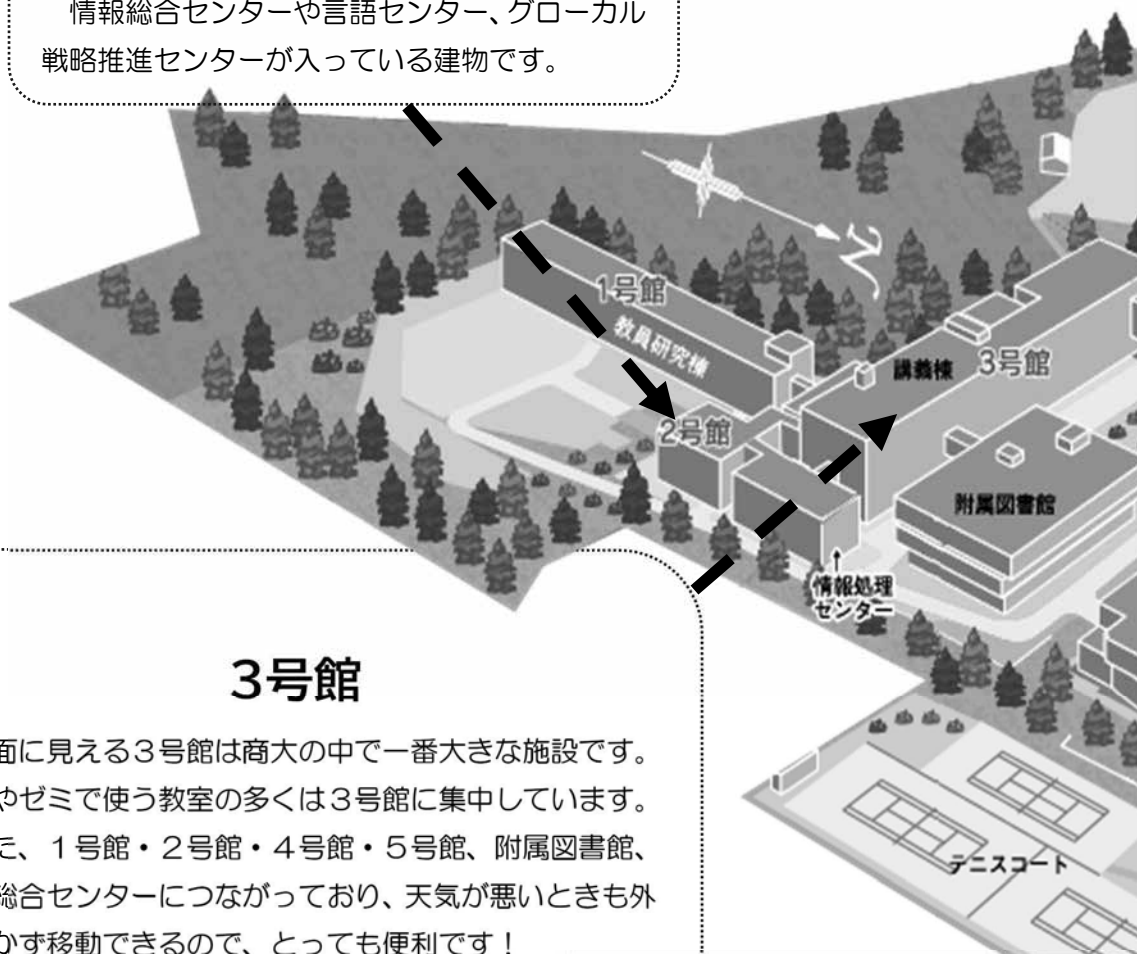 情報総合センターや言語センター、グローカル
戦略推進センターが入っている建物です。
N
1号館
教員研究棟
講義棟
3号館
2号館
附属図書館
情報処理
センター
3号館
面に見える3号館は商大の中で一番大きな施設です。
やゼミで使う教室の多くは3号館に集中しています。
た、1号館・2号館・4号館・5号館、附属図書館、
総合センターにつながっており、天気が悪いときも外
かず移動できるので、とっても便利です!
テニスコート